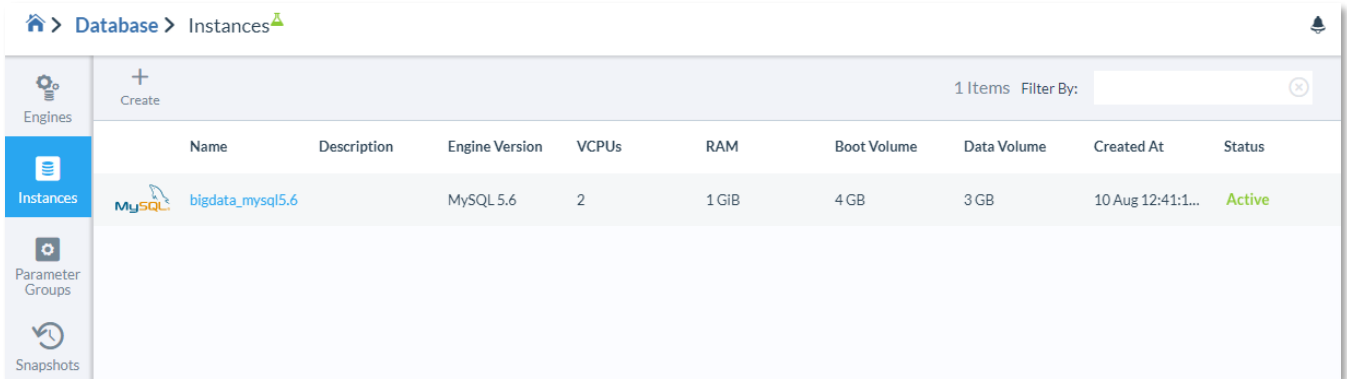 Database > Instances
Engines
Create
1 Items Filter By:
Instances
Name Description Engine Version VCPUs RAM Boot Volume Data Volume Created At Status
MySQL bigdata_mysql5.6 MySQL 5.6 2 1 GiB 4 GB 3 GB 10 Aug 12:41:1... Active
Parameter
Groups
Snapshots